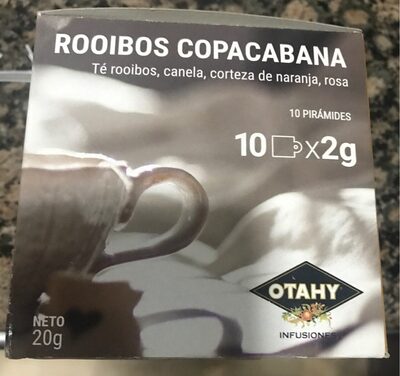 ROOIBOS COPACABANA
Té rooibos, canela, corteza de naranja, rosa
10 PIRÁMIDES
10 x2g
OTAHY
INFUSIONES
NETO
20g